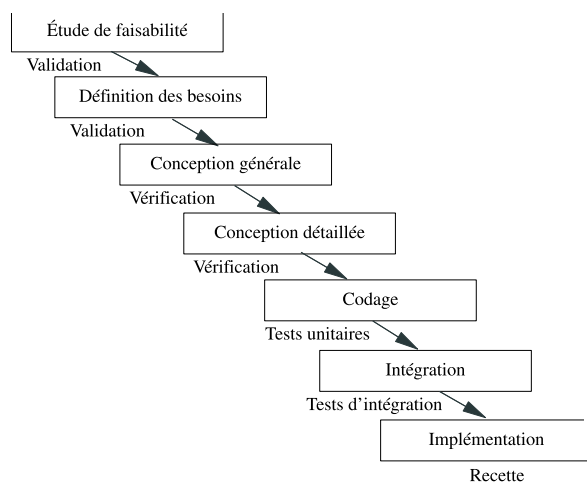 Étude de faisabilité
Validation
Définition des besoins
Validation
Conception générale
Vérification
Conception détaillée
Vérification
Codage
Tests unitaires
Intégration
Tests d'intégration
Implémentation
Recette